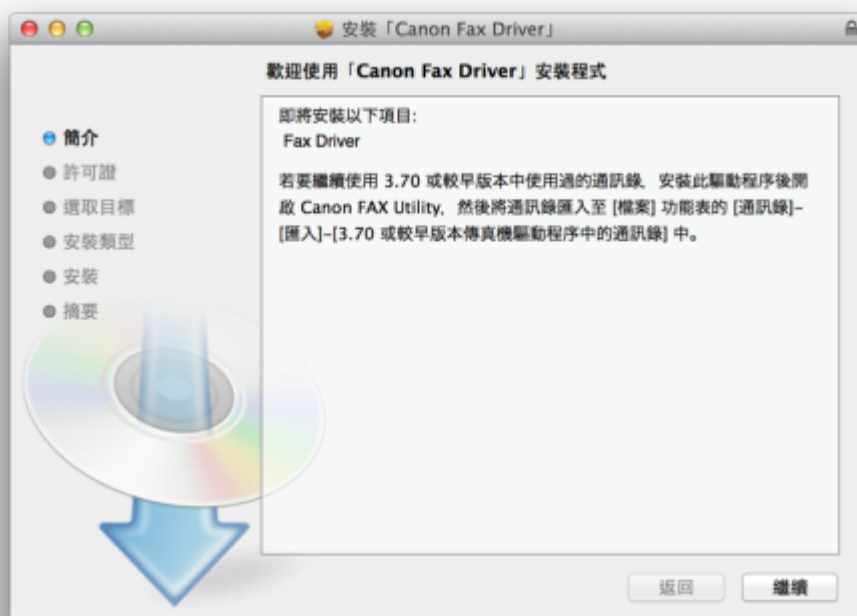 安裝「Canon Fax Driver」
歡迎使用「Canon Fax Driver」安裝程式
簡介
許可證
選取目標
安裝類型
安裝
摘要
即將安裝以下項目:
Fax Driver
若要繼續使用 3.70 或較早版本中使用過的通訊錄，安裝此驅動程序後開
啟 Canon FAX Utility，然後將通訊錄匯入至 [檔案] 功能表的 [通訊錄]–
[匯入]–[3.70 或較早版本傳真機驅動程序中的通訊錄] 中。
返回
繼續